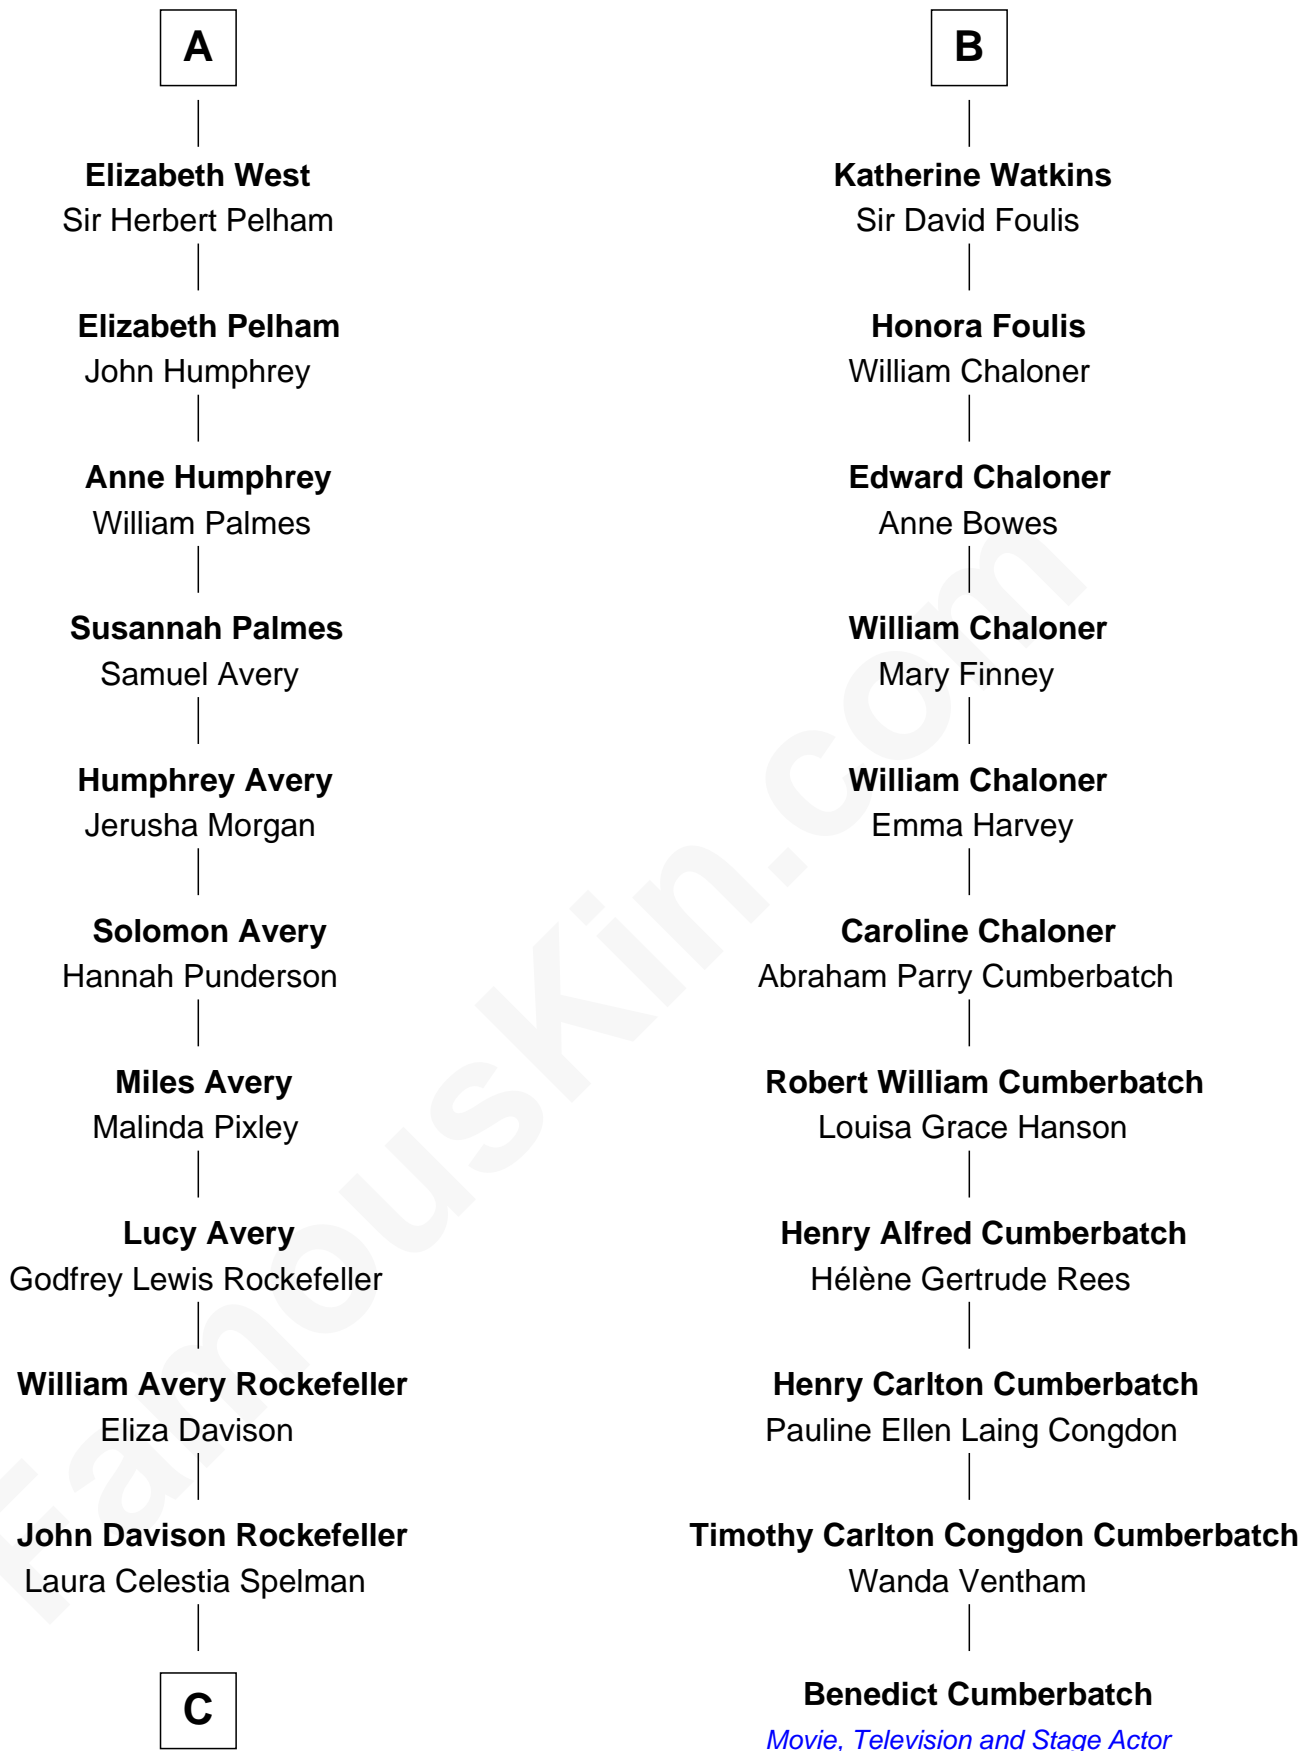 A
Elizabeth West
Sir Herbert Pelham
Elizabeth Pelham
John Humphrey
Anne Humphrey
William Palmes
Susannah Palmes
Samuel Avery
Humphrey Avery
Jerusha Morgan
Solomon Avery
Hannah Punderson
Miles Avery
Malinda Pixley
Lucy Avery
Godfrey Lewis Rockefeller
William Avery Rockefeller
Eliza Davison
John Davison Rockefeller
Laura Celestia Spelman
C
B
Katherine Watkins
Sir David Foulis
Honora Foulis
William Chaloner
Edward Chaloner
Anne Bowes
William Chaloner
Mary Finney
William Chaloner
Emma Harvey
Caroline Chaloner
Abraham Parry Cumberbatch
Robert William Cumberbatch
Louisa Grace Hanson
Henry Alfred Cumberbatch
Hélène Gertrude Rees
Henry Carlton Cumberbatch
Pauline Ellen Laing Congdon
Timothy Carlton Congdon Cumberbatch
Wanda Ventham
Benedict Cumberbatch
Movie, Television and Stage Actor
FamousKin.com